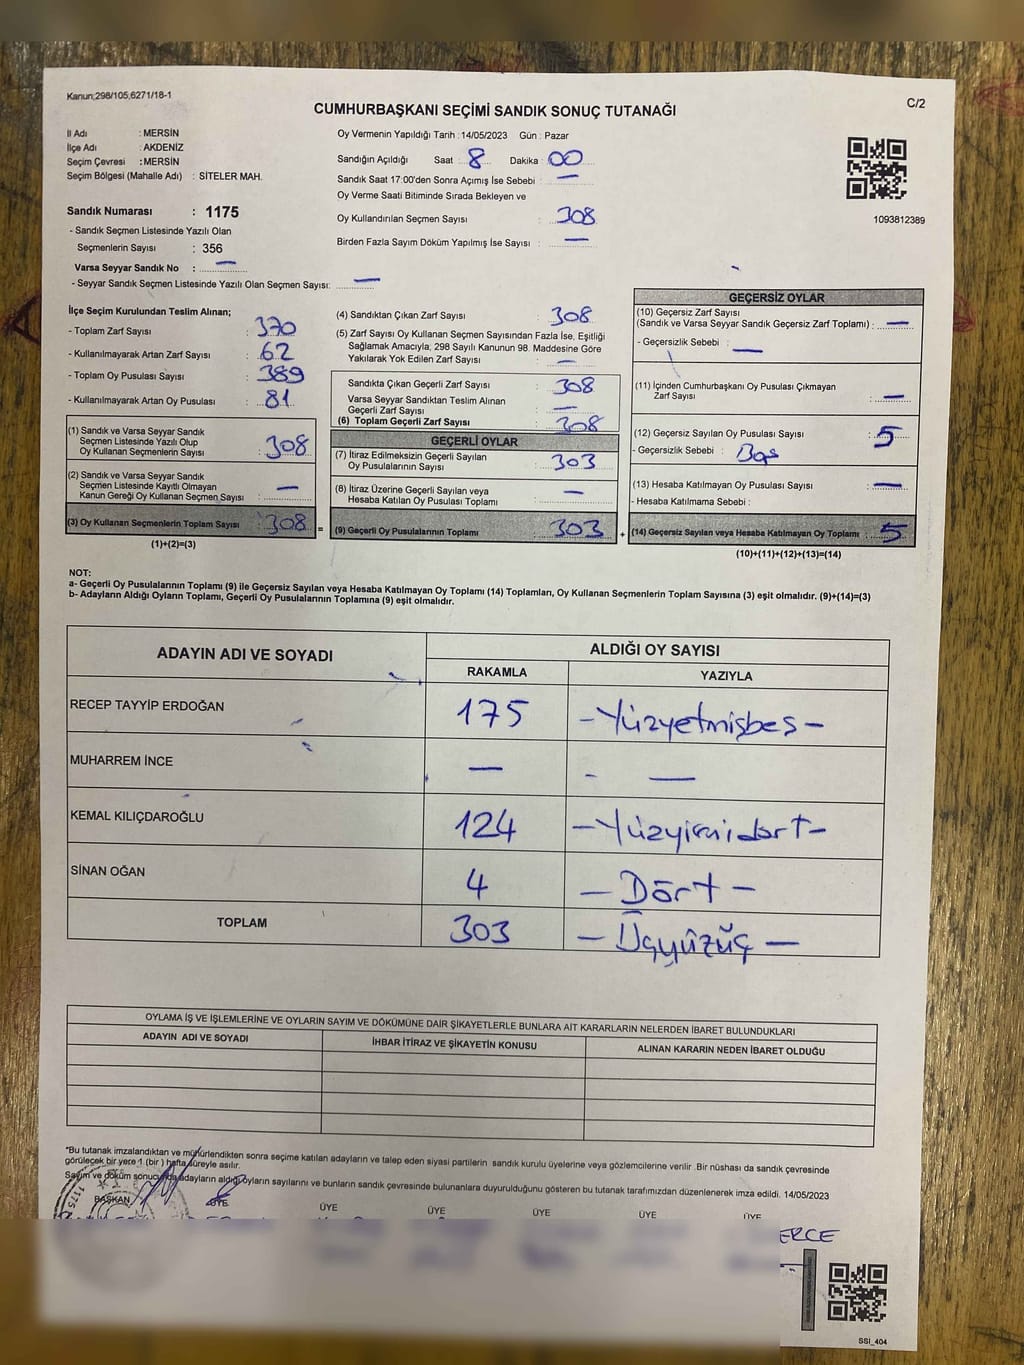 Kanun;298/105,6271/18-1
C/2
CUMHURBAŞKANI SEÇİMİ SANDIK SONUÇ TUTANAĞI
İl Adı : MERSİN
İlçe Adı : AKDENİZ
Seçim Çevresi : MERSİN
Seçim Bölgesi (Mahalle Adı) : SİTELER MAH.
Sandık Numarası : 1175
- Sandık Seçmen Listesinde Yazılı Olan
Seçmenlerin Sayısı : 356
Varsa Seyyar Sandık No : —
- Seyyar Sandık Seçmen Listesinde Yazılı Olan Seçmen Sayısı: —
Oy Vermenin Yapıldığı Tarih : 14/05/2023 Gün : Pazar
Sandığın Açıldığı Saat : 8 Dakika : 00
Sandık Saat 17:00'den Sonra Açımış İse Sebebi : —
Oy Verme Saati Bitiminde Sırada Bekleyen ve
Oy Kullandırılan Seçmen Sayısı : 308
Birden Fazla Sayım Döküm Yapılmış İse Sayısı : —
1093812389
İlçe Seçim Kurulundan Teslim Alınan;
- Toplam Zarf Sayısı : 370
- Kullanılmayarak Artan Zarf Sayısı : 62
- Toplam Oy Pusulası Sayısı : 389
- Kullanılmayarak Artan Oy Pusulası : 81
(1) Sandık ve Varsa Seyyar Sandık
Seçmen Listesinde Yazılı Olup
Oy Kullanan Seçmenlerin Sayısı : 308
(2) Sandık ve Varsa Seyyar Sandık
Seçmen Listesinde Kayıtlı Olmayan
Kanun Gereği Oy Kullanan Seçmen Sayısı : —
(3) Oy Kullanan Seçmenlerin Toplam Sayısı : 308 =
(1)+(2)=(3)
(4) Sandıktan Çıkan Zarf Sayısı : 308
(5) Zarf Sayısı Oy Kullanan Seçmen Sayısından Fazla İse, Eşitliği
Sağlamak Amacıyla; 298 Sayılı Kanunun 98. Maddesine Göre
Yakılarak Yok Edilen Zarf Sayısı : —
Sandıkta Çıkan Geçerli Zarf Sayısı : 308
Varsa Seyyar Sandıktan Teslim Alınan
Geçerli Zarf Sayısı : —
(6) Toplam Geçerli Zarf Sayısı : 308
GEÇERLİ OYLAR
(7) İtiraz Edilmeksizin Geçerli Sayılan
Oy Pusulalarının Sayısı : 303
(8) İtiraz Üzerine Geçerli Sayılan veya
Hesaba Katılan Oy Pusulası Toplamı : —
(9) Geçerli Oy Pusulalarının Toplamı : 303 +
GEÇERSİZ OYLAR
(10) Geçersiz Zarf Sayısı
(Sandık ve Varsa Seyyar Sandık Geçersiz Zarf Toplamı) : —
- Geçersizlik Sebebi : —
(11) İçinden Cumhurbaşkanı Oy Pusulası Çıkmayan
Zarf Sayısı : —
(12) Geçersiz Sayılan Oy Pusulası Sayısı : 5
- Geçersizlik Sebebi :
(13) Hesaba Katılmayan Oy Pusulası Sayısı : —
- Hesaba Katılmama Sebebi :
(14) Geçersiz Sayılan veya Hesaba Katılmayan Oy Toplamı : 5
(10)+(11)+(12)+(13)=(14)
NOT:
a- Geçerli Oy Pusulalarının Toplamı (9) ile Geçersiz Sayılan veya Hesaba Katılmayan Oy Toplamı (14) Toplamları, Oy Kullanan Seçmenlerin Toplam Sayısına (3) eşit olmalıdır. (9)+(14)=(3)
b- Adayların Aldığı Oyların Toplamı, Geçerli Oy Pusulalarının Toplamına (9) eşit olmalıdır.
ADAYIN ADI VE SOYADI
ALDIĞI OY SAYISI
RAKAMLA YAZIYLA
RECEP TAYYİP ERDOĞAN 175 -Yüzyetmişbeş-
MUHARREM İNCE — - —
KEMAL KILIÇDAROĞLU 124 -Yüzyirmidört-
SİNAN OĞAN 4 -Dört-
TOPLAM 303 -Üçyüzüç-
OYLAMA İŞ VE İŞLEMLERİNE VE OYLARIN SAYIM VE DÖKÜMÜNE DAİR ŞİKAYETLERLE BUNLARA AİT KARARLARIN NELERDEN İBARET BULUNDUKLARI
ADAYIN ADI VE SOYADI İHBAR İTİRAZ VE ŞİKAYETİN KONUSU ALINAN KARARIN NEDEN İBARET OLDUĞU
*Bu tutanak imzalandıktan ve mühürlendikten sonra seçime katılan adayların ve talep eden siyasi partilerin sandık kurulu üyelerine veya gözlemcilerine verilir. Bir nüshası da sandık çevresinde
görülecek bir yere 1 (bir) hafta süreyle asılır.
Sayım ve döküm sonucunda adayların aldığı oyların sayılarını ve bunların sandık çevresinde bulunanlara duyurulduğunu gösteren bu tutanak tarafımızdan düzenlenerek imza edildi. 14/05/2023
BAŞKAN ÜYE ÜYE ÜYE ÜYE ÜYE ÜYE
ERCE
SSI_404